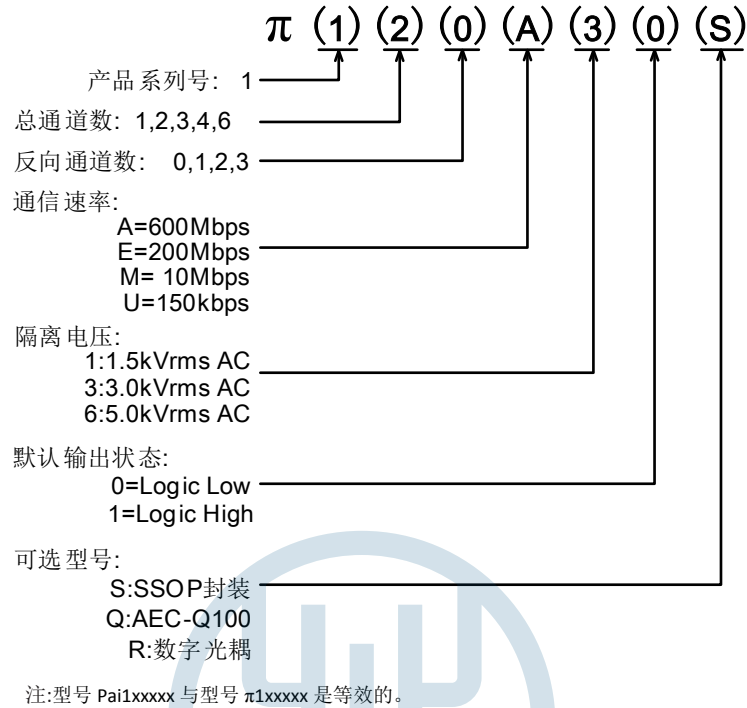 π (1) (2) (0) (A) (3) (0) (S)
产品系列号: 1
总通道数: 1,2,3,4,6
反向通道数: 0,1,2,3
通信速率:
A=600Mbps
E=200Mbps
M= 10Mbps
U=150kbps
隔离电压:
1:1.5kVrms AC
3:3.0kVrms AC
6:5.0kVrms AC
默认输出状态:
0=Logic Low
1=Logic High
可选型号:
S:SSOP封装
Q:AEC-Q100
R:数字光耦
注:型号 Pai1xxxxx 与型号 π1xxxxx 是等效的。